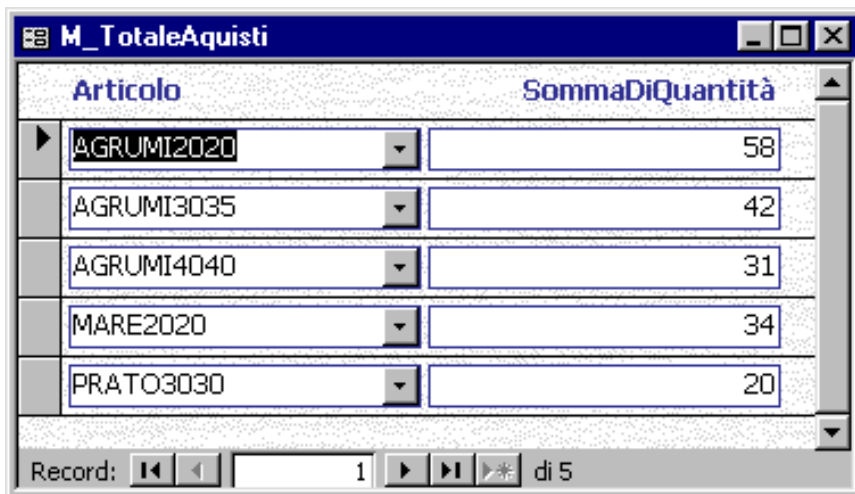 M_TotaleAquisti
Articolo SommaDiQuantità
AGRUMI2020 58
AGRUMI3035 42
AGRUMI4040 31
MARE2020 34
PRATO3030 20
Record: 1 di 5